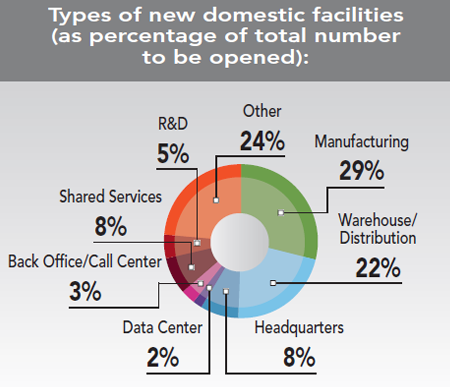 Types of new domestic facilities
(as percentage of total number
to be opened):
Other
24%
R&D
5%
Manufacturing
29%
Shared Services
8%
Warehouse/
Distribution
22%
Back Office/Call Center
3%
Data Center
2%
Headquarters
8%